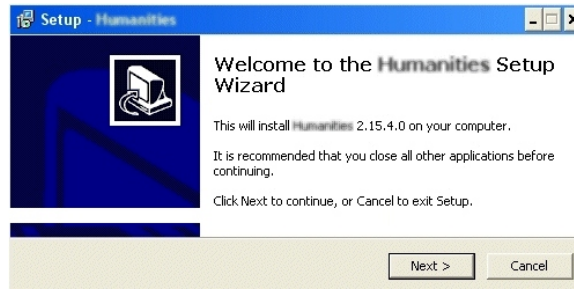 Setup - Humanities
Welcome to the Humanities Setup
Wizard
This will install Humanities 2.15.4.0 on your computer.
It is recommended that you close all other applications before
continuing.
Click Next to continue, or Cancel to exit Setup.
Next >
Cancel